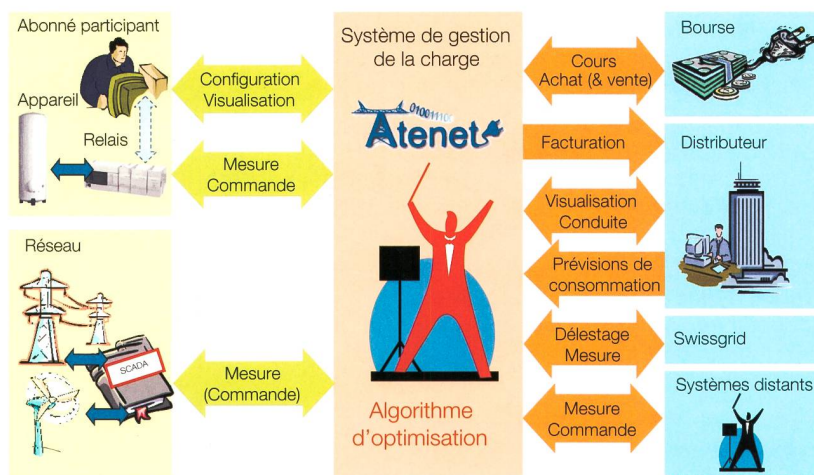 Abonné participant
Appareil
Relais
Configuration
Visualisation
Mesure
Commande
Réseau
SCADA
Mesure
(Commande)
Système de gestion
de la charge
01001110
Atenet
Algorithme
d'optimisation
Cours
Achat (& vente)
Facturation
Visualisation
Conduite
Prévisions de
consommation
Délestage
Mesure
Mesure
Commande
Bourse
Distributeur
Swissgrid
Systèmes distants